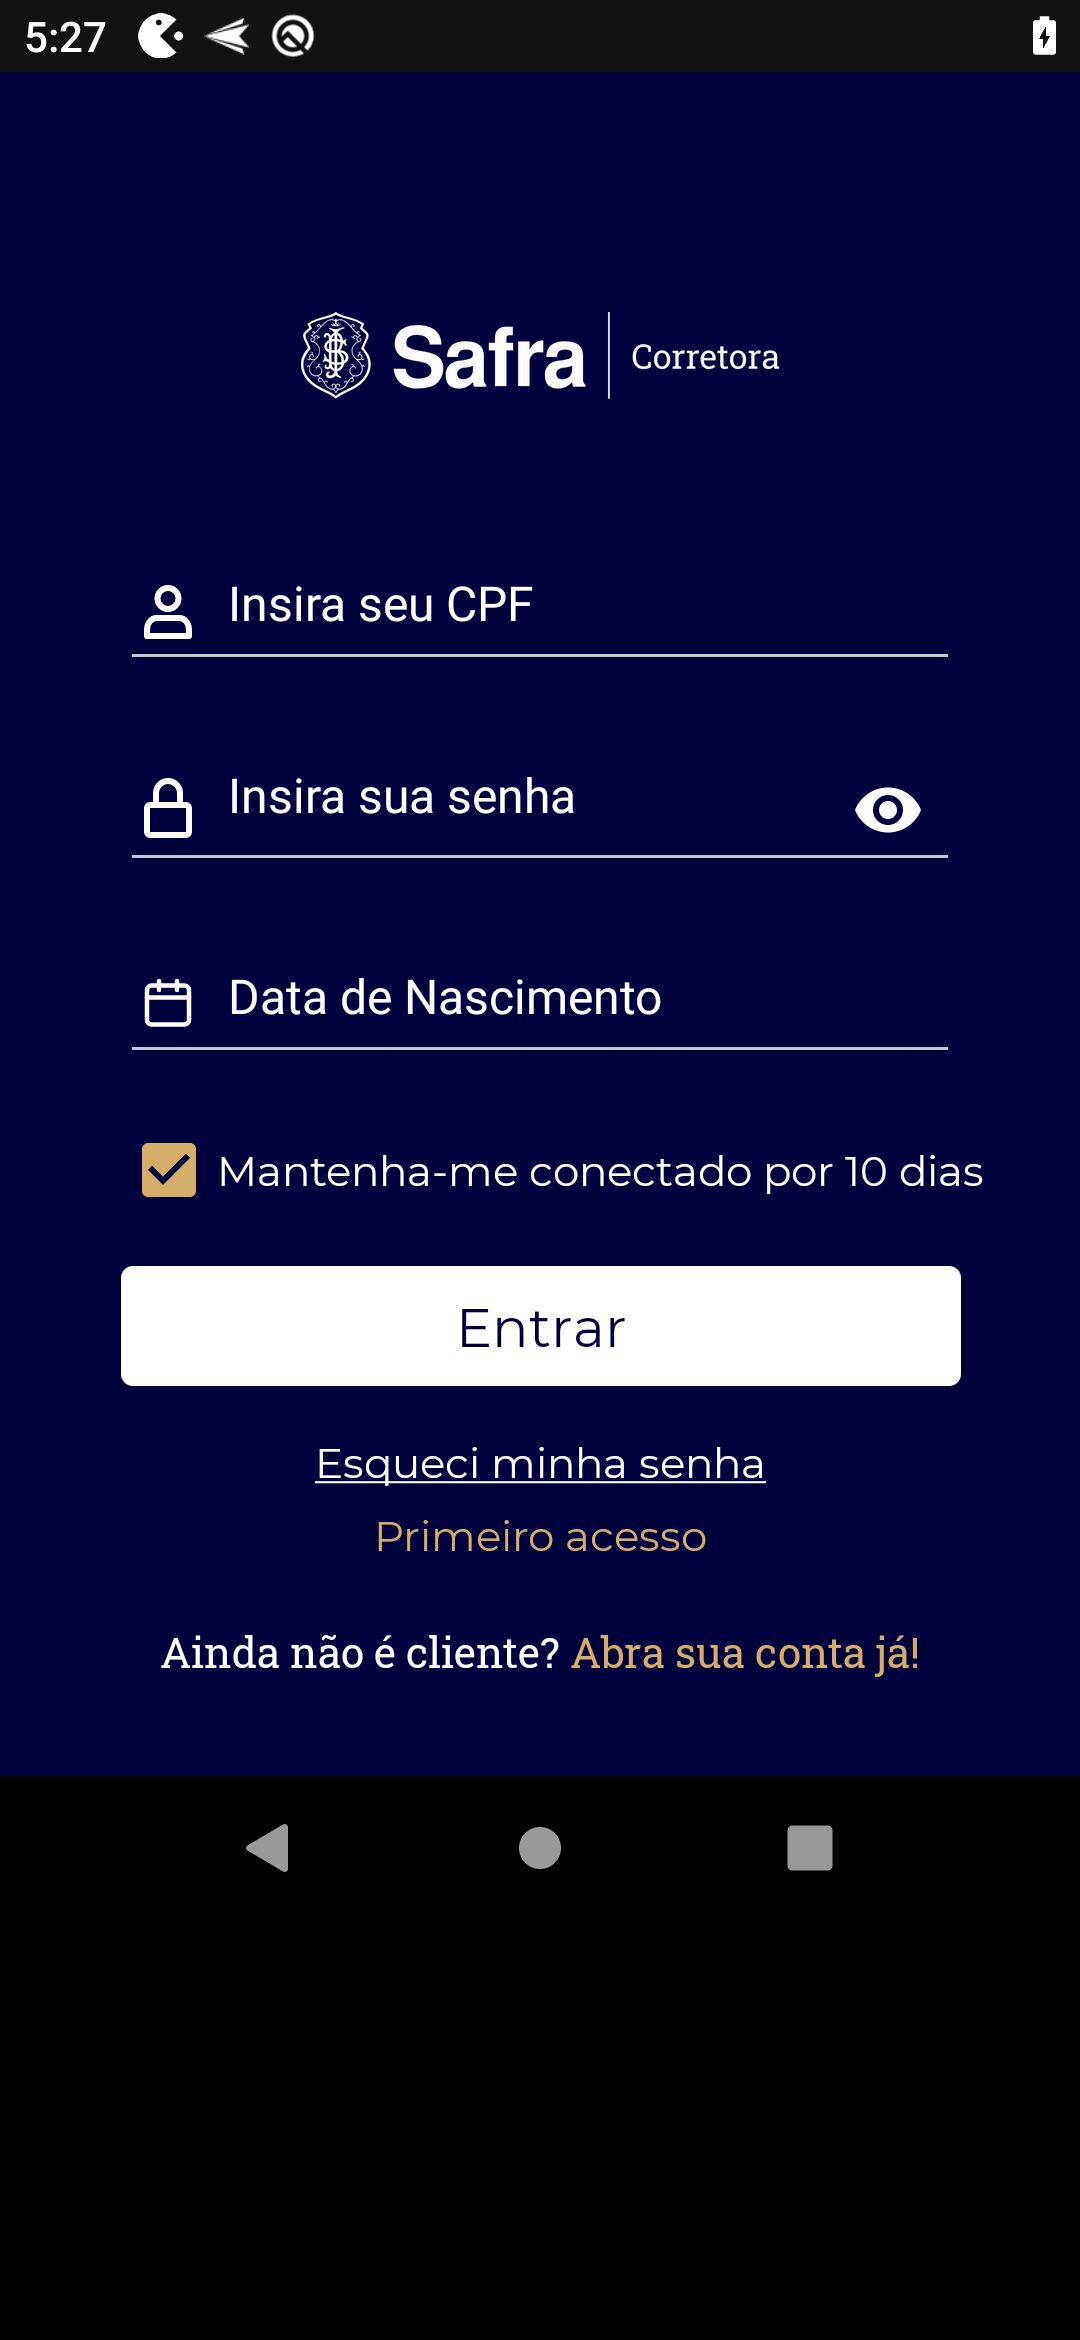 5:27
Safra Corretora
Insira seu CPF
Insira sua senha
Data de Nascimento
Mantenha-me conectado por 10 dias
Entrar
Esqueci minha senha
Primeiro acesso
Ainda não é cliente? Abra sua conta já!